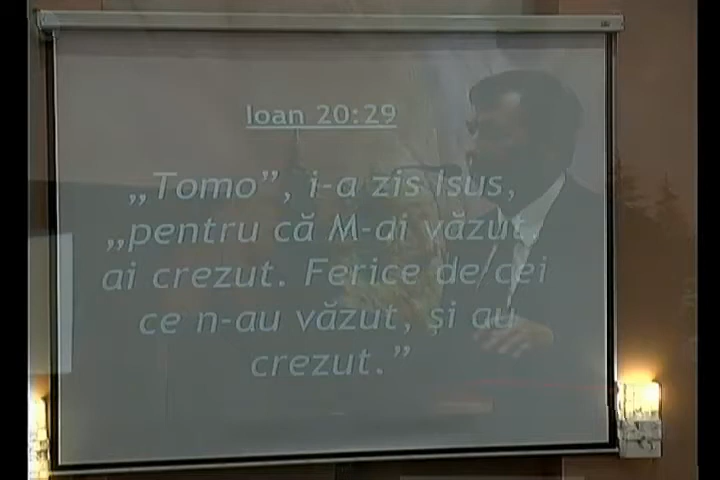 Ioan 20:29
„Tomo”, i-a zis Isus,
„pentru că M-ai văzut,
ai crezut. Ferice de cei
ce n-au văzut, și au
crezut.”